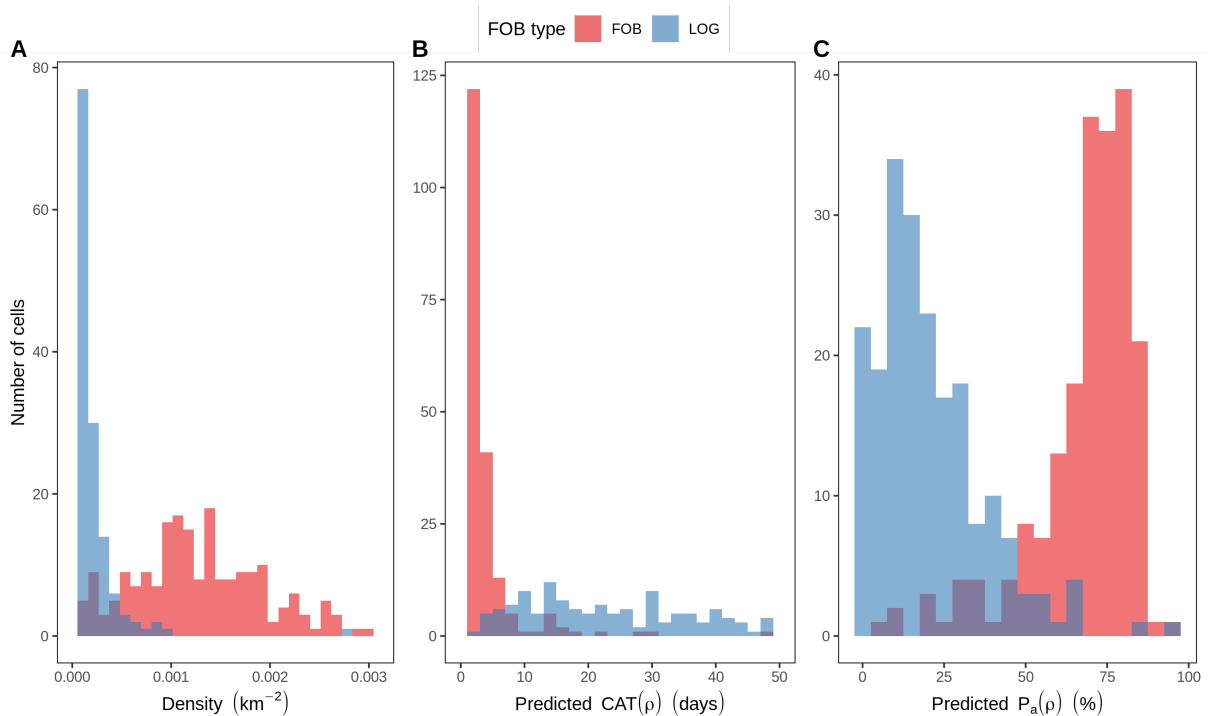 FOB type FOB LOG
A B C
Number of cells
80
60
40
20
0
0.000 0.001 0.002 0.003
Density (km⁻²)
125
100
75
50
25
0
0 10 20 30 40 50
Predicted CAT(ρ) (days)
40
30
20
10
0
0 25 50 75 100
Predicted Pₐ(ρ) (%)